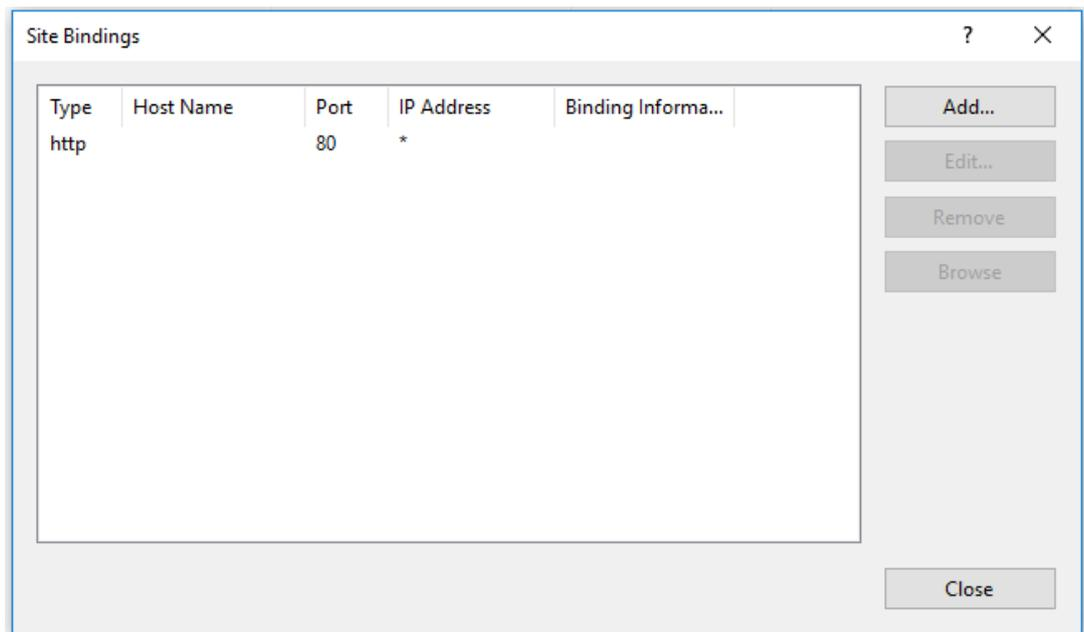 Site Bindings ?
Type Host Name Port IP Address Binding Informa...
http 80 *
Add...
Edit...
Remove
Browse
Close